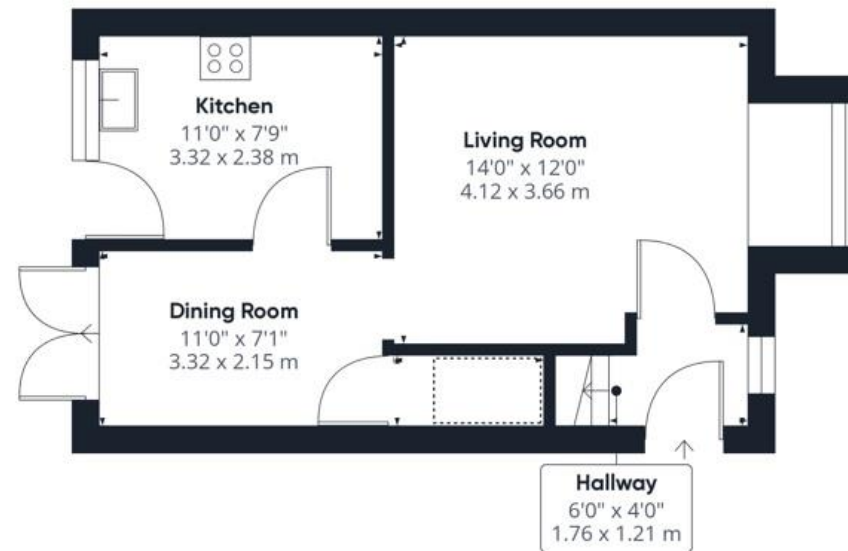 Kitchen
11'0" x 7'9"
3.32 x 2.38 m
Living Room
14'0" x 12'0"
4.12 x 3.66 m
Dining Room
11'0" x 7'1"
3.32 x 2.15 m
Hallway
6'0" x 4'0"
1.76 x 1.21 m